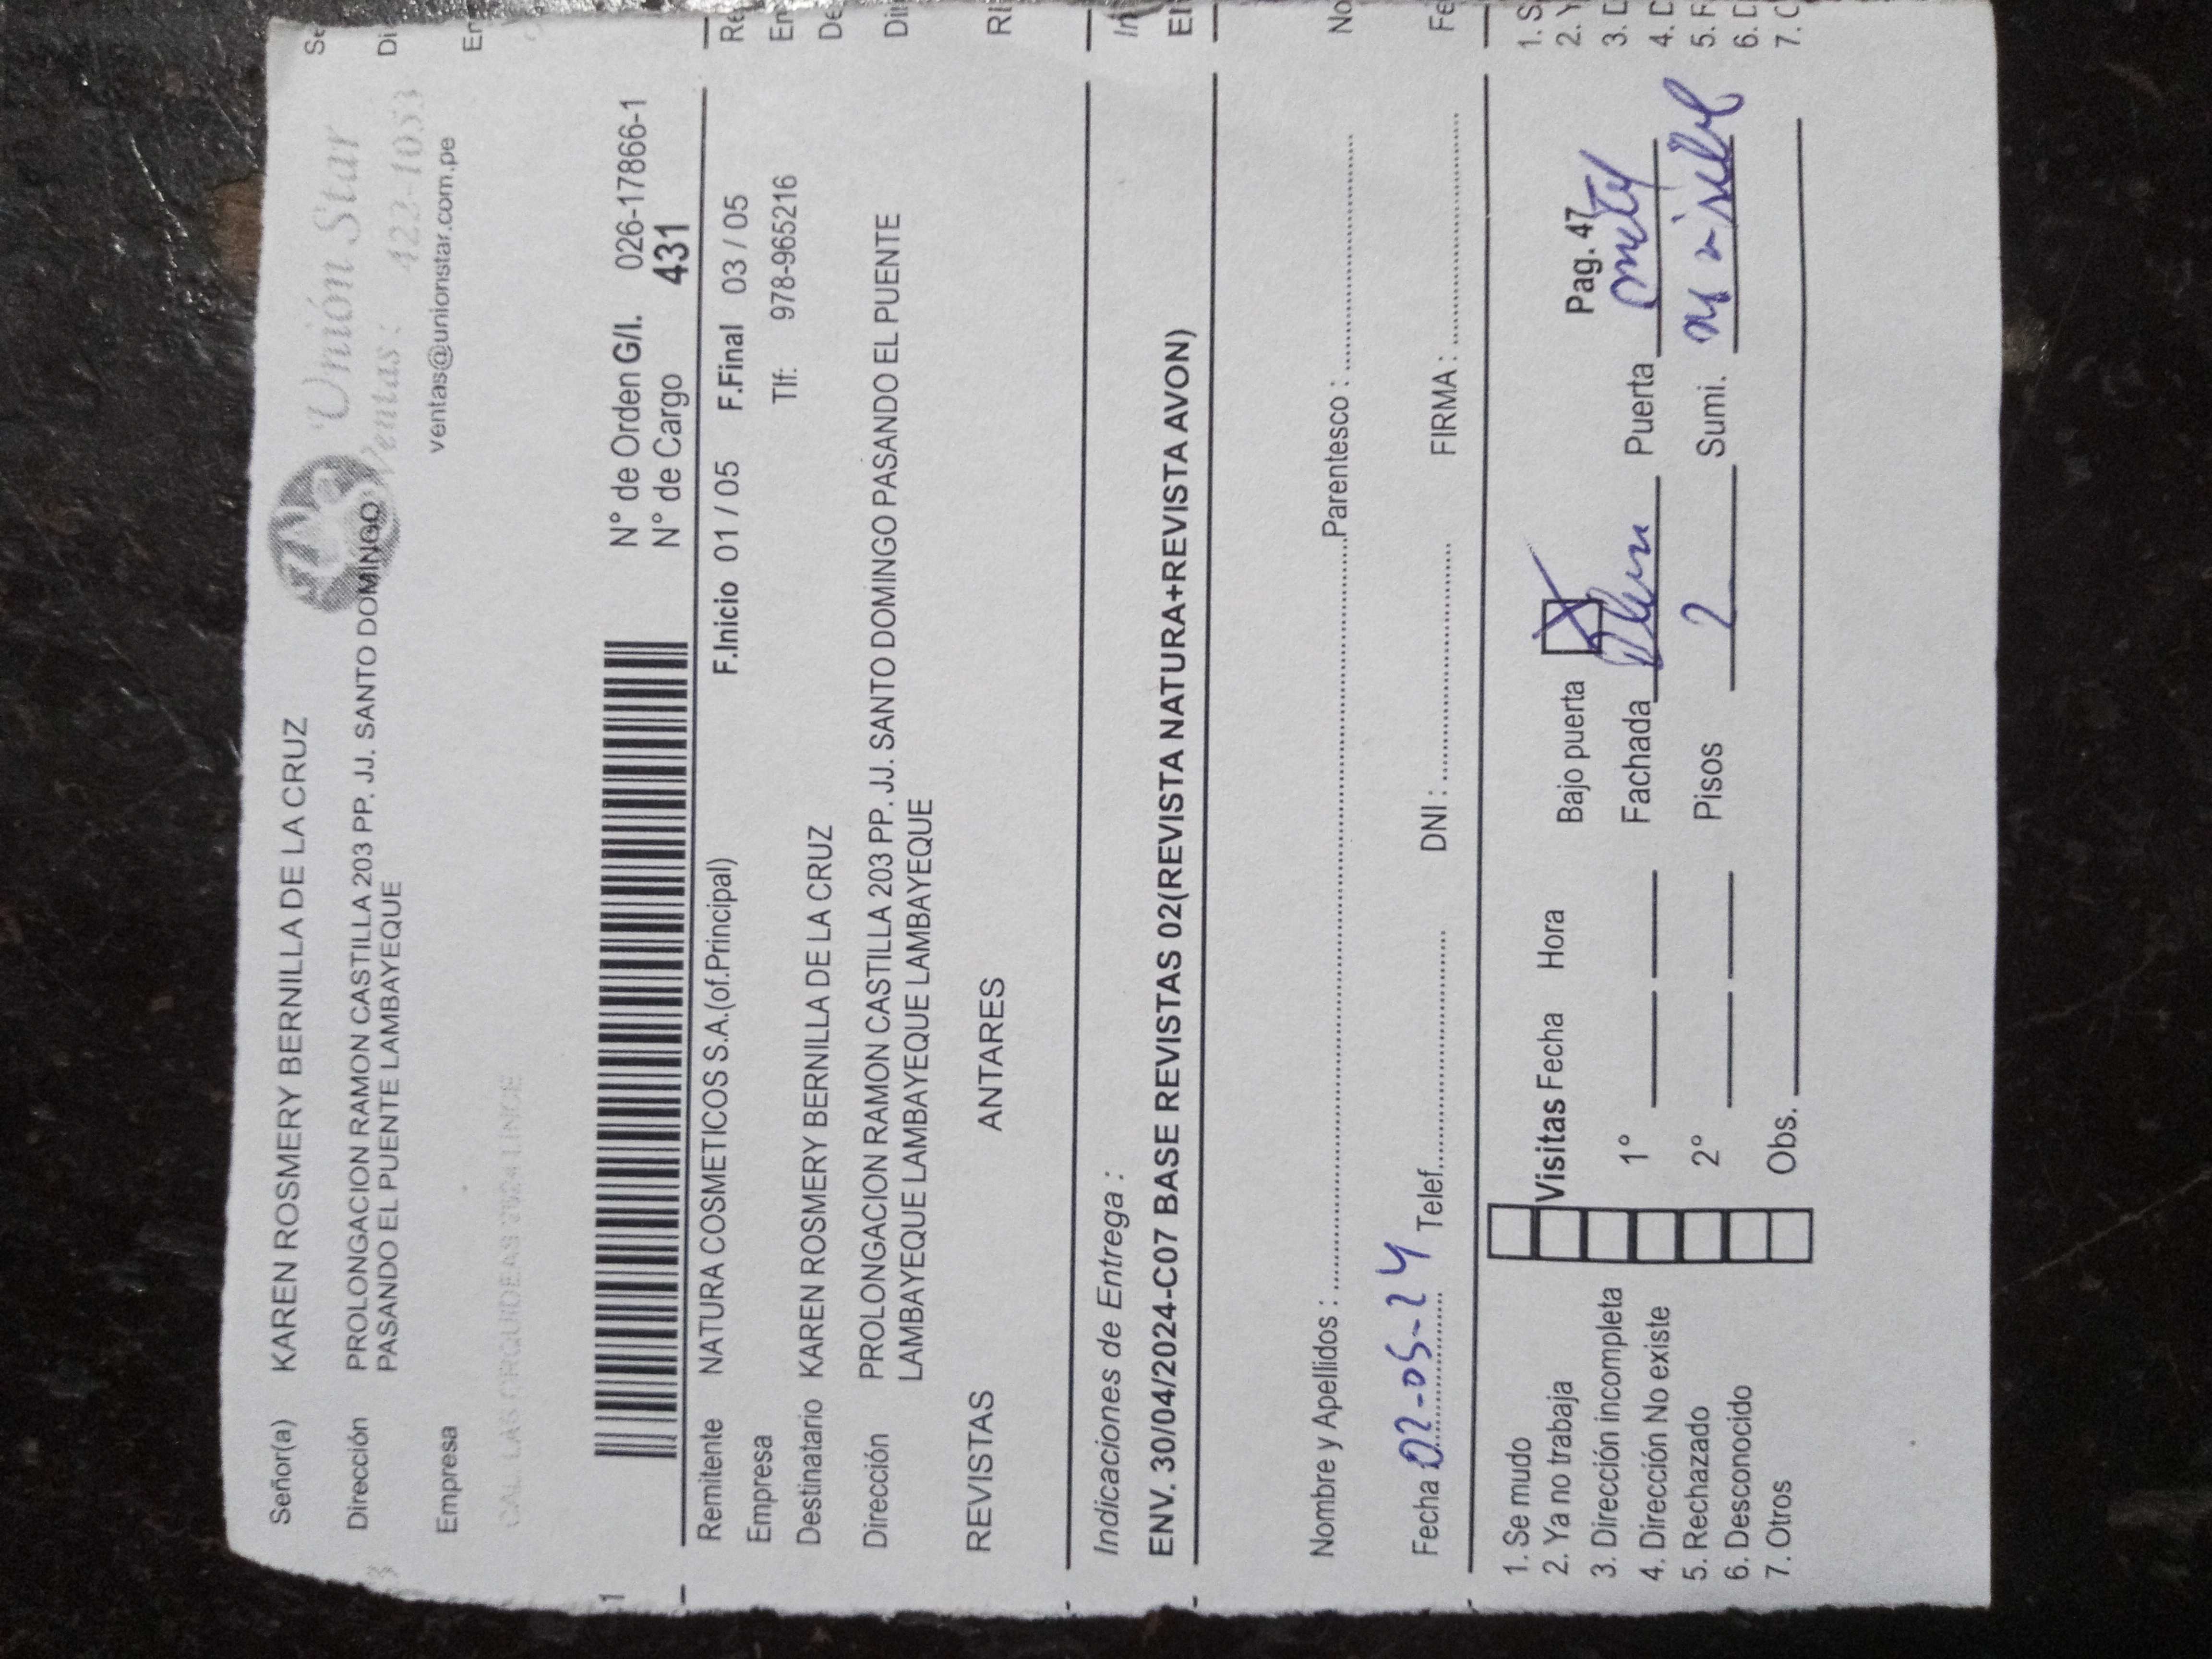 Señor(a) KAREN ROSMERY BERNILLA DE LA CRUZ
Unión Star
Ventas : 422-1053
ventas@unionstar.com.pe
Dirección PROLONGACION RAMON CASTILLA 203 PP. JJ. SANTO DOMINGO
PASANDO EL PUENTE LAMBAYEQUE
Empresa
N° de Orden G/I. 026-17866-1
N° de Cargo 431
Remitente NATURA COSMETICOS S.A.(of.Principal) F.Inicio 01 / 05 F.Final 03 / 05
Empresa Tlf: 978-965216
Destinatario KAREN ROSMERY BERNILLA DE LA CRUZ
Dirección PROLONGACION RAMON CASTILLA 203 PP. JJ. SANTO DOMINGO PASANDO EL PUENTE
LAMBAYEQUE LAMBAYEQUE LAMBAYEQUE
REVISTAS ANTARES
Indicaciones de Entrega :
ENV. 30/04/2024-C07 BASE REVISTAS 02(REVISTA NATURA+REVISTA AVON)
Nombre y Apellidos : Parentesco :
Fecha 02-05-24 Telef. DNI : FIRMA :
1. Se mudo
2. Ya no trabaja Visitas Fecha Hora Bajo puerta Pag. 47
3. Dirección incompleta 1° Fachada Puerta
4. Dirección No existe
5. Rechazado 2° Pisos 2 Sumi.
6. Desconocido
7. Otros Obs.